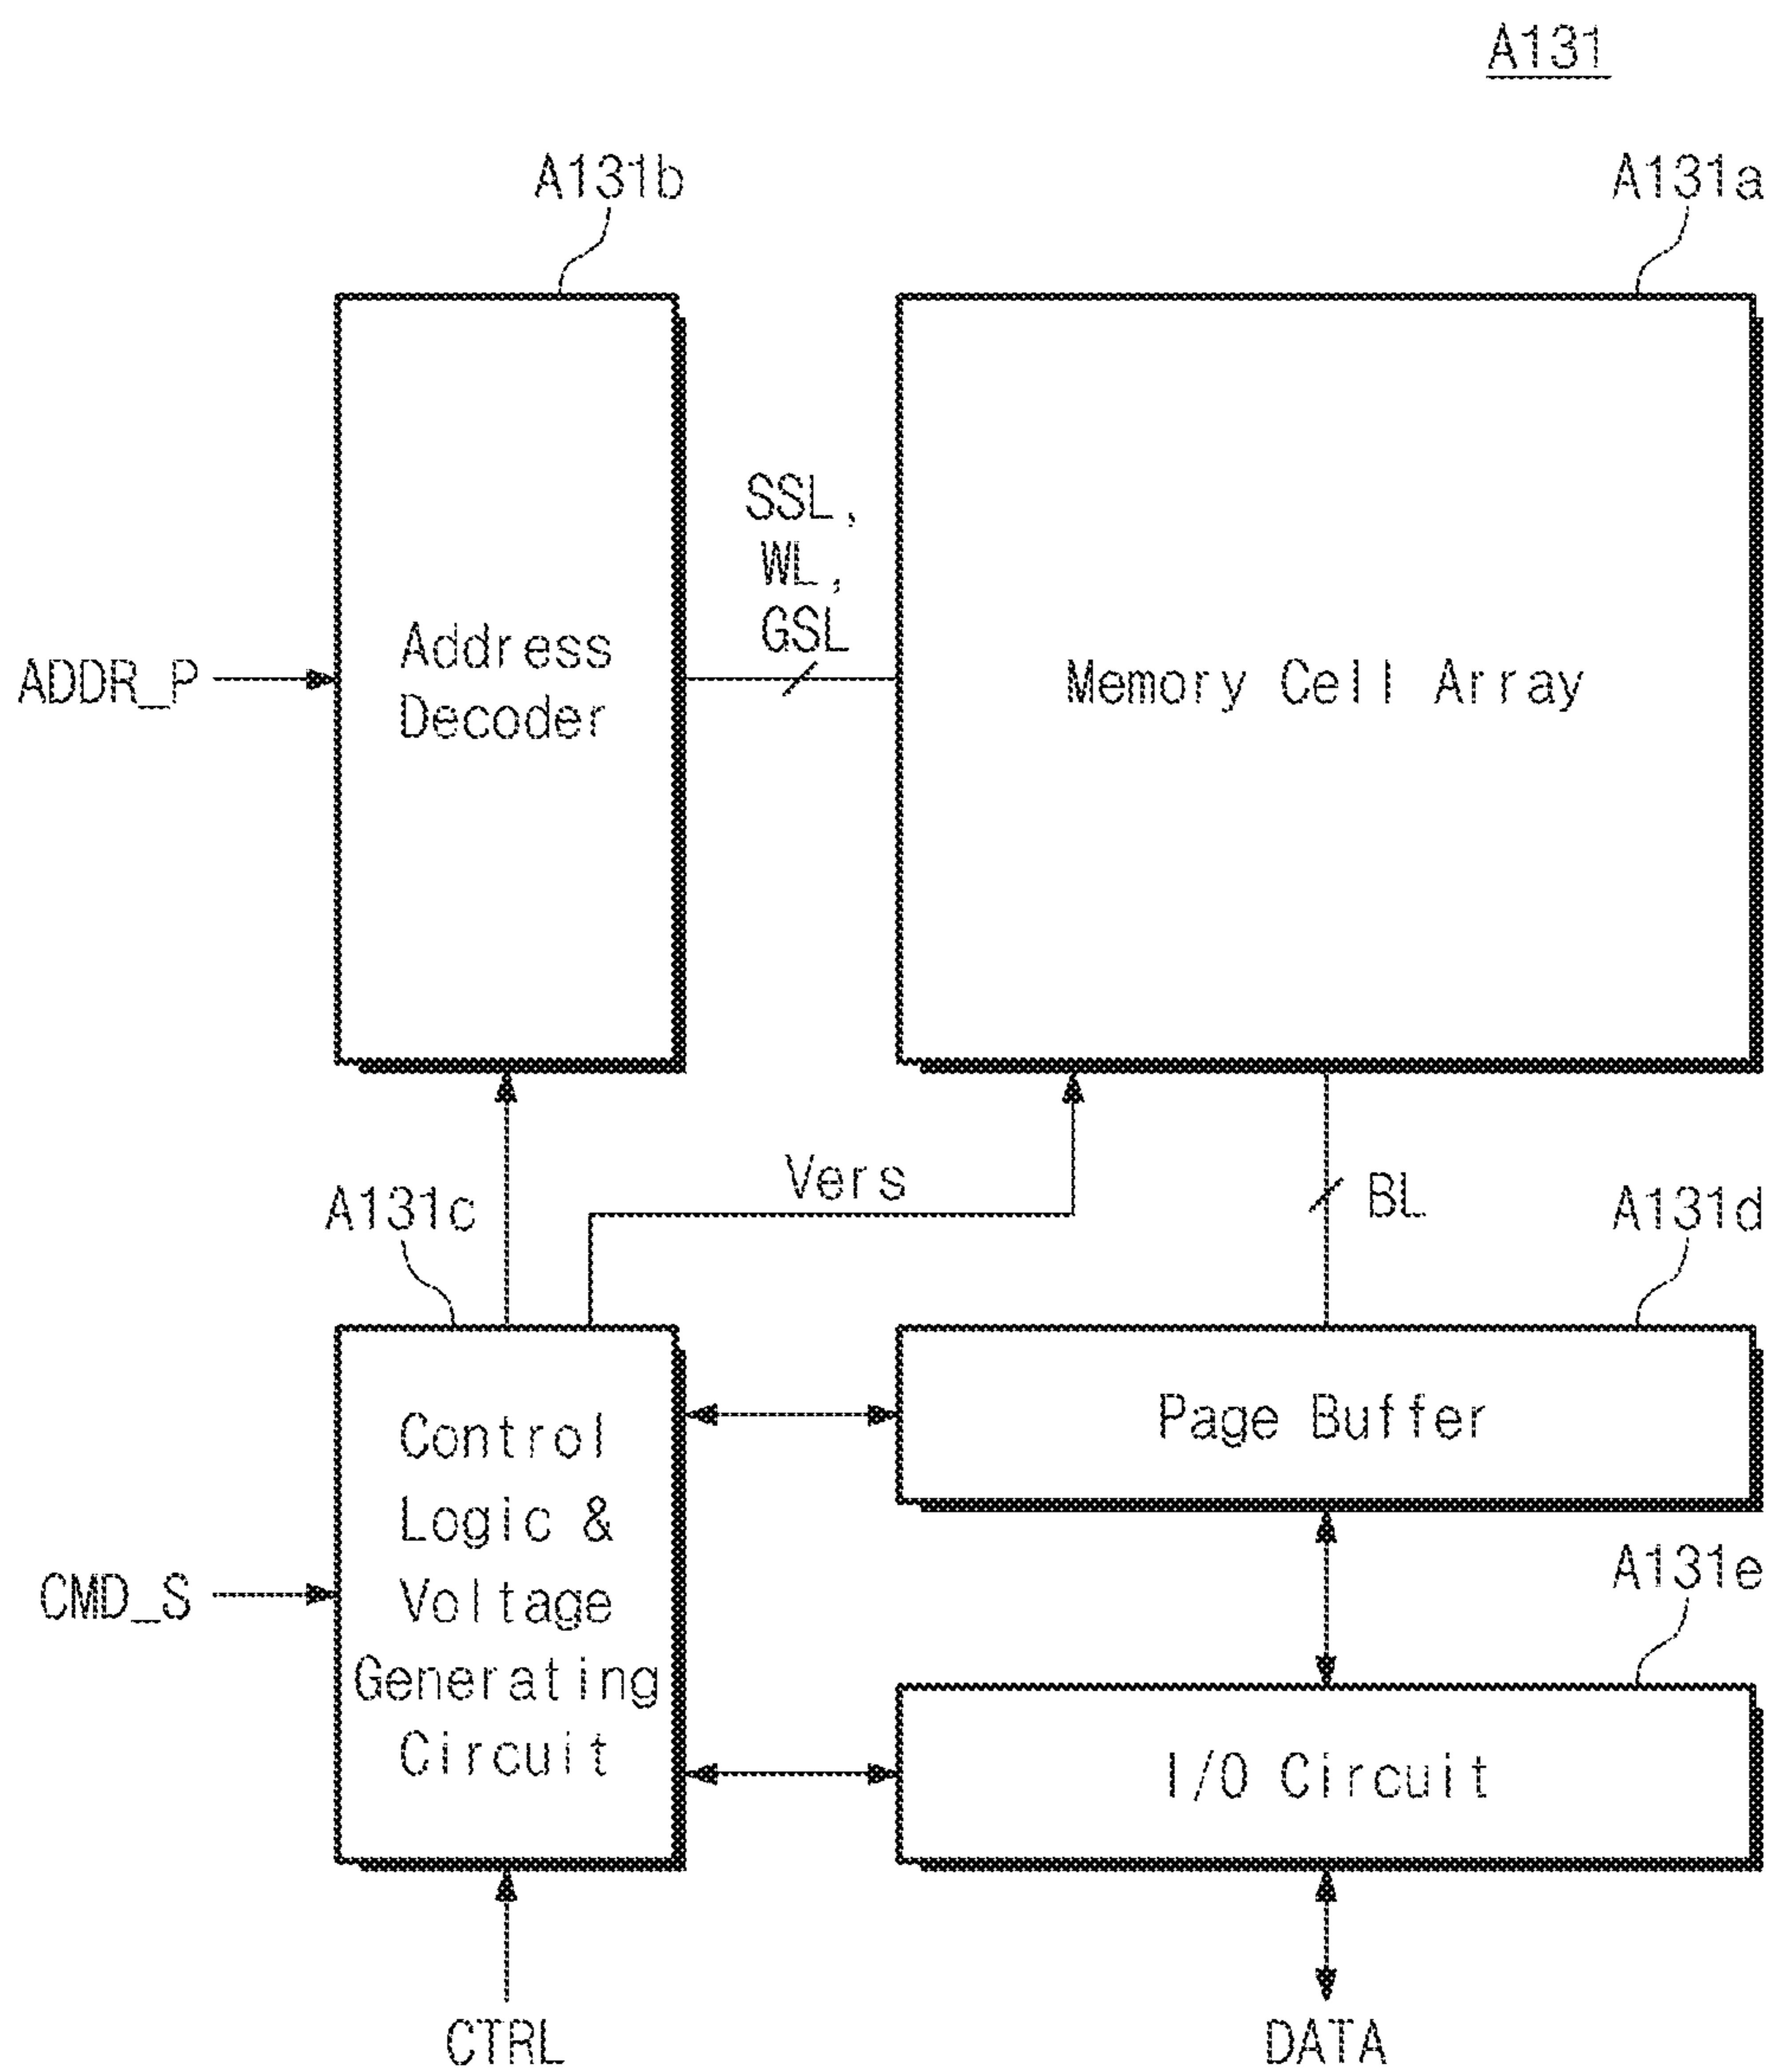 A131
A131b
A131a
SSL,
WL,
GSL
Address
Decoder
ADDR_P
Memory Cell Array
Vers
A131c
BL
A131d
Control
Logic &
Voltage
Generating
Circuit
Page Buffer
CMD_S
A131e
I/O Circuit
CTRL
DATA